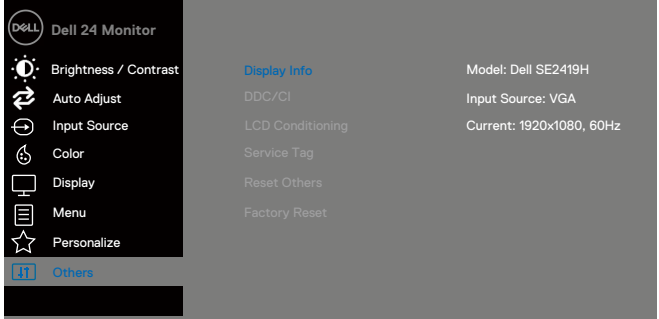 DELL Dell 24 Monitor
Brightness / Contrast Display Info Model: Dell SE2419H
Auto Adjust DDC/CI Input Source: VGA
Input Source LCD Conditioning Current: 1920x1080, 60Hz
Color Service Tag
Display Reset Others
Menu Factory Reset
Personalize
Others